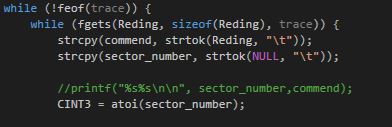 while (!feof(trace)) {
while (fgets(Reding, sizeof(Reding), trace)) {
strcpy(commend, strtok(Reding, "\t"));
strcpy(sector_number, strtok(NULL, "\t"));
//printf("%s%s\n\n", sector_number,commend);
CINT3 = atoi(sector_number);